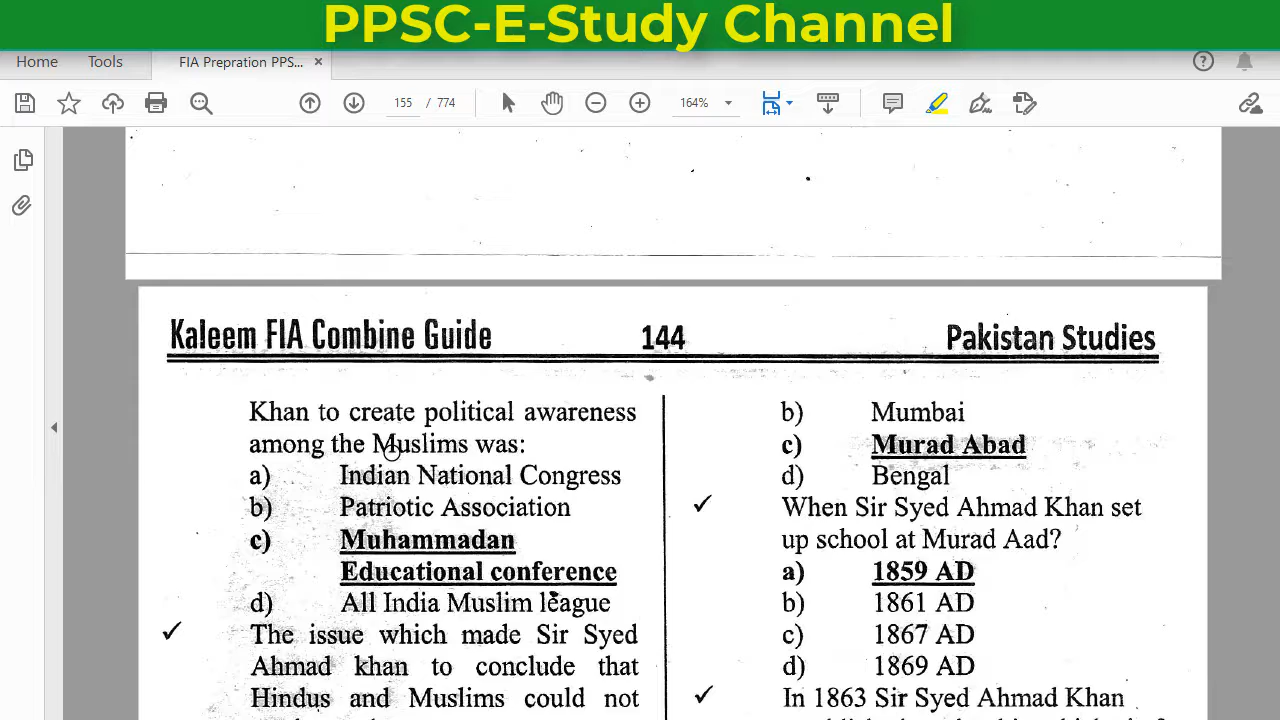 PPSC-E-Study Channel
Home
Tools
FIA Prepration PPS...
155 / 774
164%
Kaleem FIA Combine Guide 144 Pakistan Studies
Khan to create political awareness
among the Muslims was:
a) Indian National Congress
b) Patriotic Association
c) Muhammadan
Educational conference
d) All India Muslim league
✓ The issue which made Sir Syed
Ahmad khan to conclude that
Hindus and Muslims could not
b) Mumbai
c) Murad Abad
d) Bengal
✓ When Sir Syed Ahmad Khan set
up school at Murad Aad?
a) 1859 AD
b) 1861 AD
c) 1867 AD
d) 1869 AD
✓ In 1863 Sir Syed Ahmad Khan